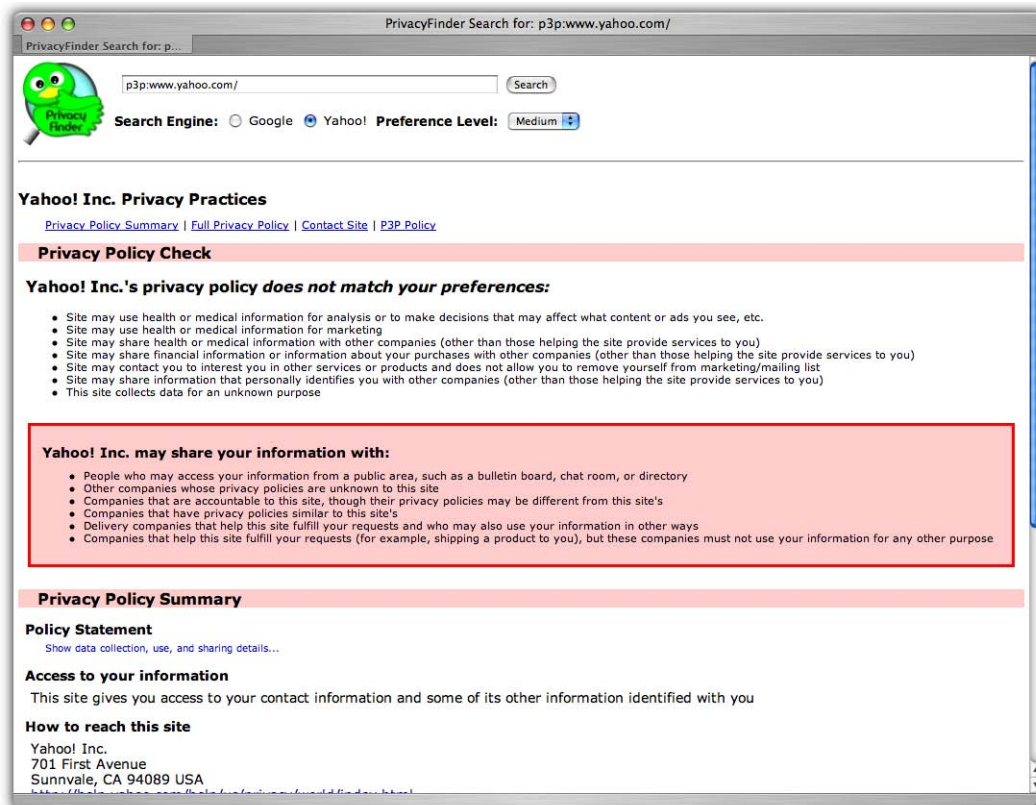 PrivacyFinder Search for: p3p:www.yahoo.com/
PrivacyFinder Search for: p...
p3p:www.yahoo.com/
Search
Privacy
Finder
Search Engine: Google Yahoo! Preference Level: Medium
Yahoo! Inc. Privacy Practices
Privacy Policy Summary | Full Privacy Policy | Contact Site | P3P Policy
Privacy Policy Check
Yahoo! Inc.'s privacy policy does not match your preferences:
• Site may use health or medical information for analysis or to make decisions that may affect what content or ads you see, etc.
• Site may use health or medical information for marketing
• Site may share health or medical information with other companies (other than those helping the site provide services to you)
• Site may share financial information or information about your purchases with other companies (other than those helping the site provide services to you)
• Site may contact you to interest you in other services or products and does not allow you to remove yourself from marketing/mailing list
• Site may share information that personally identifies you with other companies (other than those helping the site provide services to you)
• This site collects data for an unknown purpose
Yahoo! Inc. may share your information with:
• People who may access your information from a public area, such as a bulletin board, chat room, or directory
• Other companies whose privacy policies are unknown to this site
• Companies that are accountable to this site, though their privacy policies may be different from this site's
• Companies that have privacy policies similar to this site's
• Delivery companies that help this site fulfill your requests and who may also use your information in other ways
• Companies that help this site fulfill your requests (for example, shipping a product to you), but these companies must not use your information for any other purpose
Privacy Policy Summary
Policy Statement
Show data collection, use, and sharing details...
Access to your information
This site gives you access to your contact information and some of its other information identified with you
How to reach this site
Yahoo! Inc.
701 First Avenue
Sunnvale, CA 94089 USA
http://help.yahoo.com/help/us/privacy/world/index.html